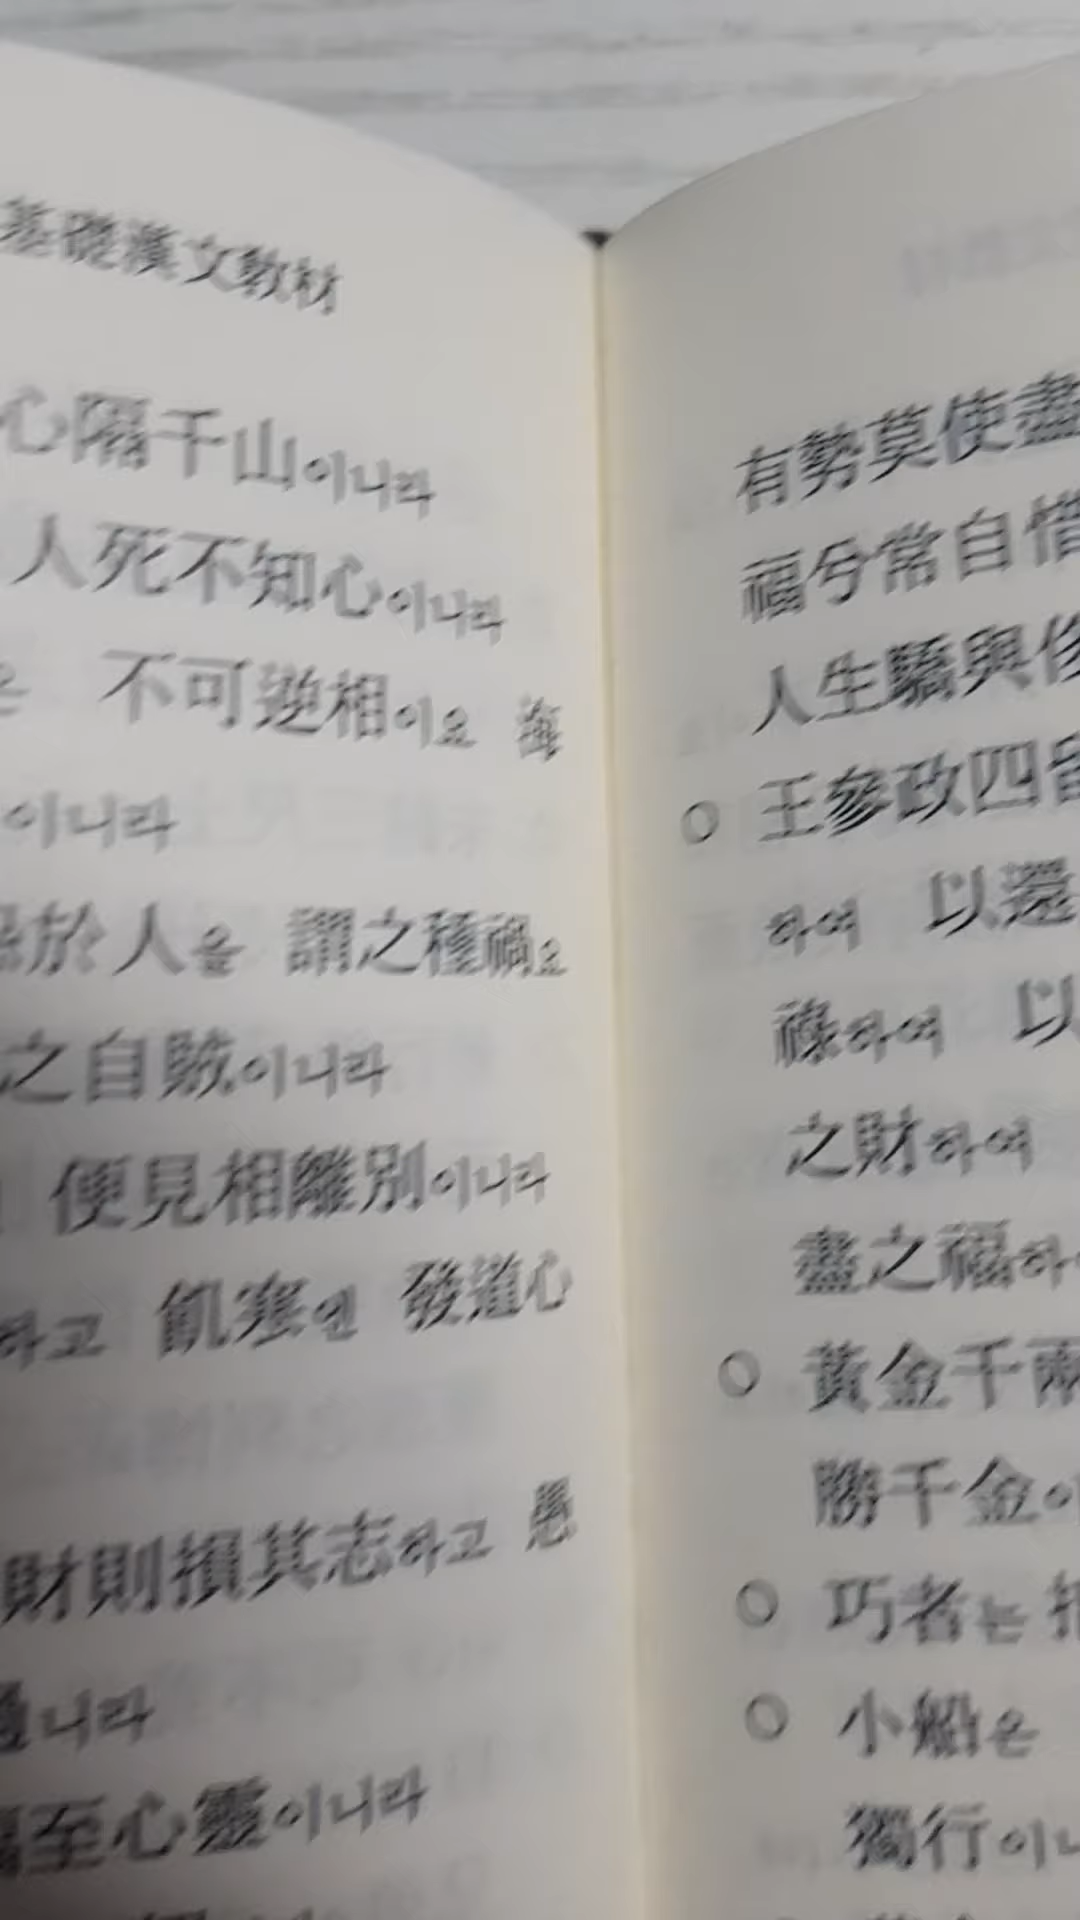 基礎漢文教材
心隔千山이니라
人死不知心이니라
不可逆相이요 海
이니라
於人을 謂之種禍요
之自賊이니라
便見相離別이니라
하고 飢寒엔 發道心
財則損其志하고 愚
니라
至心靈이니라
有勢莫使盡
福兮常自惜
人生驕與侈
○ 王參政四留
하여 以還
祿하여 以
之財하여
盡之福하
○ 黃金千兩
勝千金이
○ 巧者는
○ 小船은
獨行이니